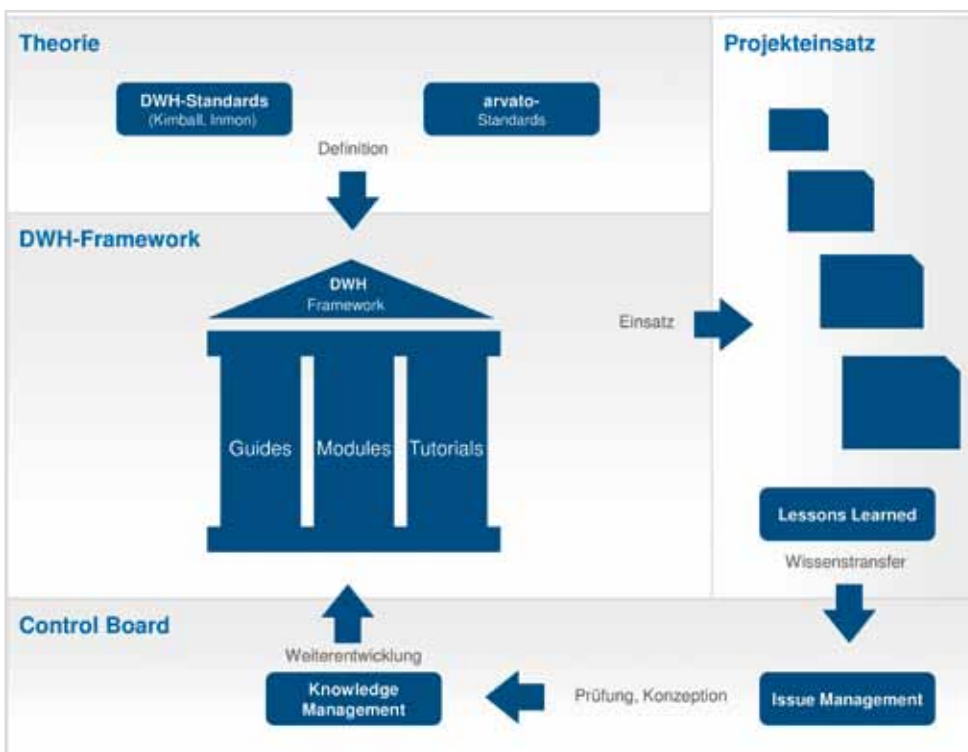 Theorie
DWH-Standards
(Kimball, Inmon)
arvato-
Standards
Definition
Projekteinsatz
DWH-Framework
DWH
Framework
Guides
Modules
Tutorials
Einsatz
Lessons Learned
Wissenstransfer
Control Board
Weiterentwicklung
Knowledge
Management
Prüfung, Konzeption
Issue Management